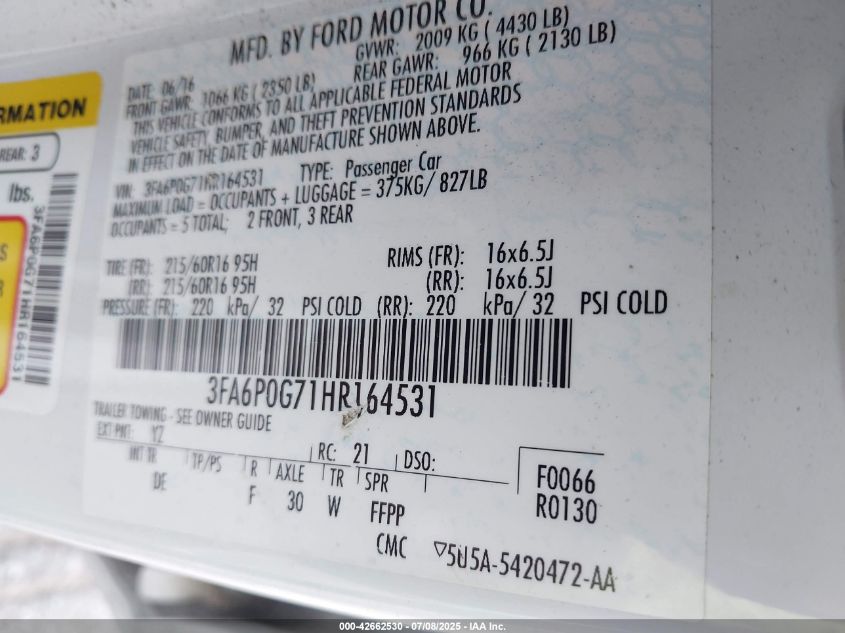 MFD. BY FORD MOTOR CO.
DATE: 06/16 GVWR: 2009 KG ( 4430 LB)
FRONT GAWR: 1066 KG ( 2350 LB) REAR GAWR: 966 KG ( 2130 LB)
THIS VEHICLE CONFORMS TO ALL APPLICABLE FEDERAL MOTOR
VEHICLE SAFETY, BUMPER, AND THEFT PREVENTION STANDARDS
IN EFFECT ON THE DATE OF MANUFACTURE SHOWN ABOVE.
VIN: 3FA6P0G71HR164531 TYPE: Passenger Car
MAXIMUM LOAD = OCCUPANTS + LUGGAGE = 375KG/ 827LB
OCCUPANTS = 5 TOTAL; 2 FRONT, 3 REAR
TIRE (FR): 215/60R16 95H RIMS (FR): 16x6.5J
(RR): 215/60R16 95H (RR): 16x6.5J
PRESSURE (FR): 220 kPa/ 32 PSI COLD (RR): 220 kPa/ 32 PSI COLD
3FA6P0G71HR164531
TRAILER TOWING - SEE OWNER GUIDE
EXT PNT: YZ RC: 21 DSO:
INT TR TP/PS R AXLE TR SPR
DE F 30 W FFPP
F0066
R0130
CMC ▽5U5A-5420472-AA
RMATION
REAR: 3
lbs.
3FA6P0G71HR164531
000-42662530 - 07/08/2025 - IAA Inc.